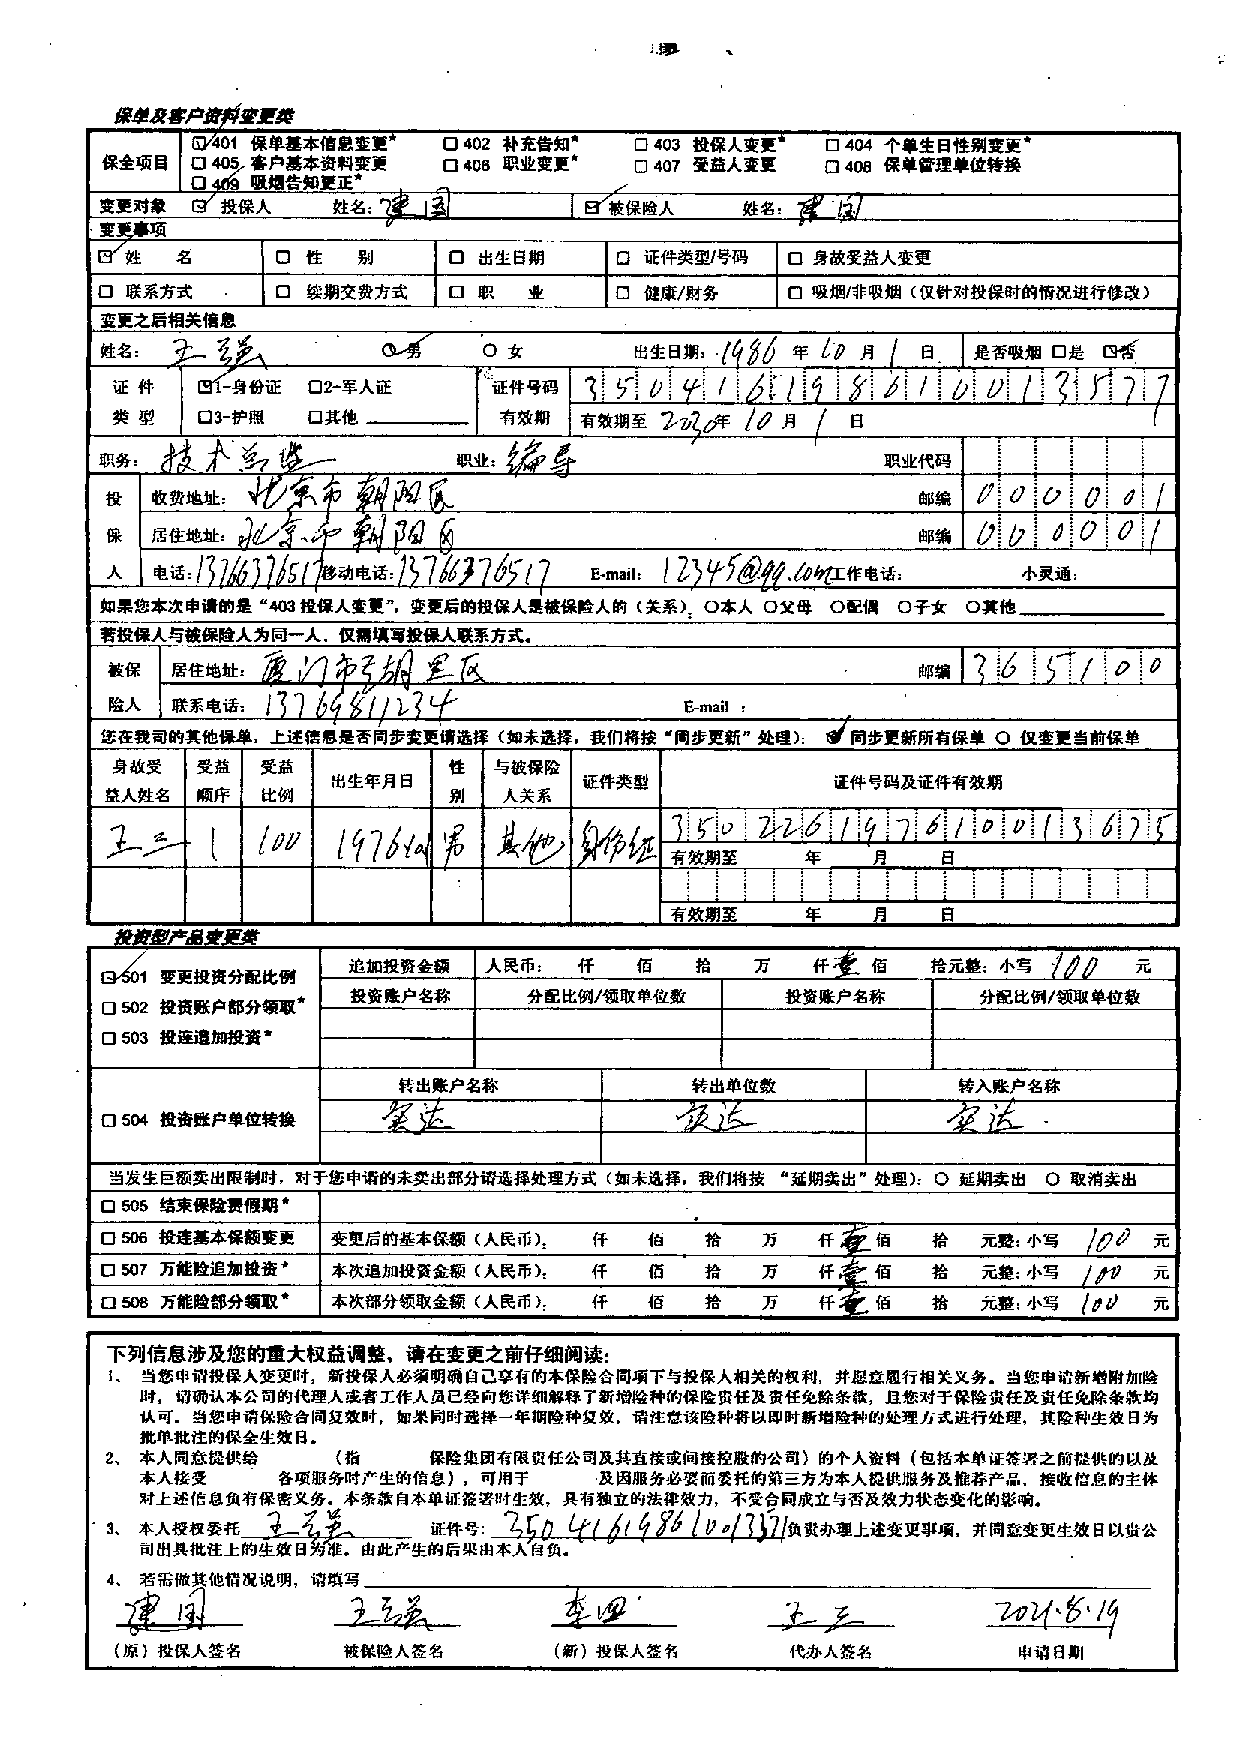 保单及客户资料变更类
保全项目
☑401 保单基本信息变更* □402 补充告知* □403 投保人变更* □404 个单生日性别变更*
□405 客户基本资料变更 □406 职业变更* □407 受益人变更 □408 保单管理单位转换
□409 吸烟告知更正*
变更对象 ☑ 投保人 姓名：建国 ☑ 被保险人 姓名：建国
变更事项
☑ 姓 名 □ 性 别 □ 出生日期 □ 证件类型/号码 □ 身故受益人变更
□ 联系方式 □ 续期交费方式 □ 职 业 □ 健康/财务 □ 吸烟/非吸烟（仅针对投保时的情况进行修改）
变更之后相关信息
姓名： 男 ○ 女 出生日期：1986 年 10 月 1 日 是否吸烟 □是 ☑否
证件类型 ☑1-身份证 □2-军人证 证件号码 350416198610013577
□3-护照 □其他 有效期 有效期至 2030年 10 月 1 日
职务：技术总监 职业：编导 职业代码
投保人 收费地址：北京市朝阳区 邮编 000001
居住地址：北京市朝阳区 邮编 000001
电话：13766376517 移动电话：13766376517 E-mail: 12345@qq.com 工作电话： 小灵通：
如果您本次申请的是“403 投保人变更”，变更后的投保人是被保险人的（关系）：○本人 ○父母 ○配偶 ○子女 ○其他
若投保人与被保险人为同一人，仅需填写投保人联系方式。
被保险人 居住地址：厦门市湖里区 邮编 365100
联系电话：13769811234 E-mail：
您在我司的其他保单，上述信息是否同步变更请选择（如未选择，我们将按“同步更新”处理）： 同步更新所有保单 ○ 仅变更当前保单
身故受益人姓名 受益顺序 受益比例 出生年月日 性别 与被保险人关系 证件类型 证件号码及证件有效期
王三 1 100 1976 男 其他 身份证 350226197610013675
有效期至 年 月 日
有效期至 年 月 日
投资型产品变更类
☑501 变更投资分配比例 追加投资金额 人民币： 仟 佰 拾 万 仟壹佰 拾元整；小写 100 元
□502 投资账户部分领取* 投资账户名称 分配比例/领取单位数 投资账户名称 分配比例/领取单位数
□503 投连追加投资*
转出账户名称 转出单位数 转入账户名称
□504 投资账户单位转换 实达 实达 实达
当发生巨额卖出限制时，对于您申请的未卖出部分请选择处理方式（如未选择，我们将按 “延期卖出”处理）：○ 延期卖出 ○ 取消卖出
□505 结束保险费假期*
□506 投连基本保额变更 变更后的基本保额（人民币）： 仟 佰 拾 万 仟壹佰 拾 元整；小写 100 元
□507 万能险追加投资* 本次追加投资金额（人民币）： 仟 佰 拾 万 仟壹佰 拾 元整；小写 100 元
□508 万能险部分领取* 本次部分领取金额（人民币）： 仟 佰 拾 万 仟壹佰 拾 元整；小写 100 元
下列信息涉及您的重大权益调整，请在变更之前仔细阅读：
1、 当您申请投保人变更时，新投保人必须明确自己享有的本保险合同项下与投保人相关的权利，并愿意履行相关义务。当您申请新增附加险
时，请确认本公司的代理人或者工作人员已经向您详细解释了新增险种的保险责任及责任免除条款，且您对于保险责任及责任免除条款均
认可。当您申请保险合同复效时，如果同时选择一年期险种复效，请注意该险种将以即时新增险种的处理方式进行处理，其险种生效日为
批单批注的保全生效日。
2、 本人同意提供给 （指 保险集团有限责任公司及其直接或间接控股的公司）的个人资料（包括本单证签署之前提供的以及
本人接受 各项服务时产生的信息），可用于 及因服务必要而委托的第三方为本人提供服务及推荐产品，接收信息的主体
对上述信息负有保密义务。本条款自本单证签署时生效，具有独立的法律效力，不受合同成立与否及效力状态变化的影响。
3、 本人授权委托 证件号： 负责办理上述变更事项，并同意变更生效日以贵公
司出具批注上的生效日为准。由此产生的后果由本人自负。
4、 若需做其他情况说明，请填写
建国 李四 王三 2021.8.19
（原）投保人签名 被保险人签名 （新）投保人签名 代办人签名 申请日期